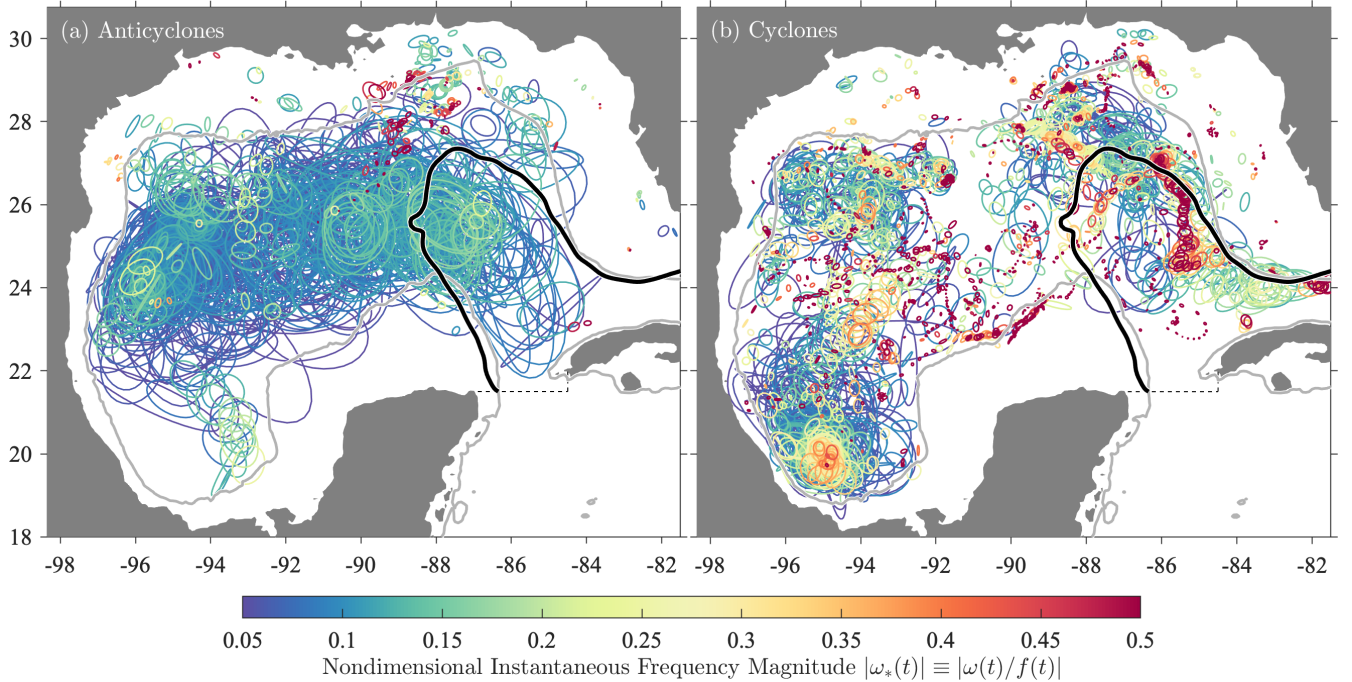 (a) Anticyclones
(b) Cyclones
30
28
26
24
22
20
18
-98 -96 -94 -92 -90 -88 -86 -84 -82
-98 -96 -94 -92 -90 -88 -86 -84 -82
0.05 0.1 0.15 0.2 0.25 0.3 0.35 0.4 0.45 0.5
Nondimensional Instantaneous Frequency Magnitude |ω*(t)| ≡ |ω(t)/f(t)|